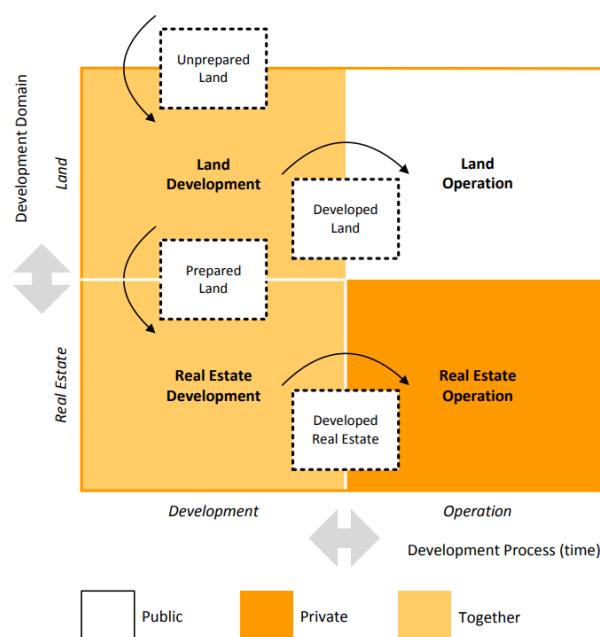 Unprepared
Land
Development Domain
Land
Land
Development
Land
Operation
Developed
Land
Prepared
Land
Real Estate
Real Estate
Development
Real Estate
Operation
Developed
Real Estate
Development
Operation
Development Process (time)
Public
Private
Together